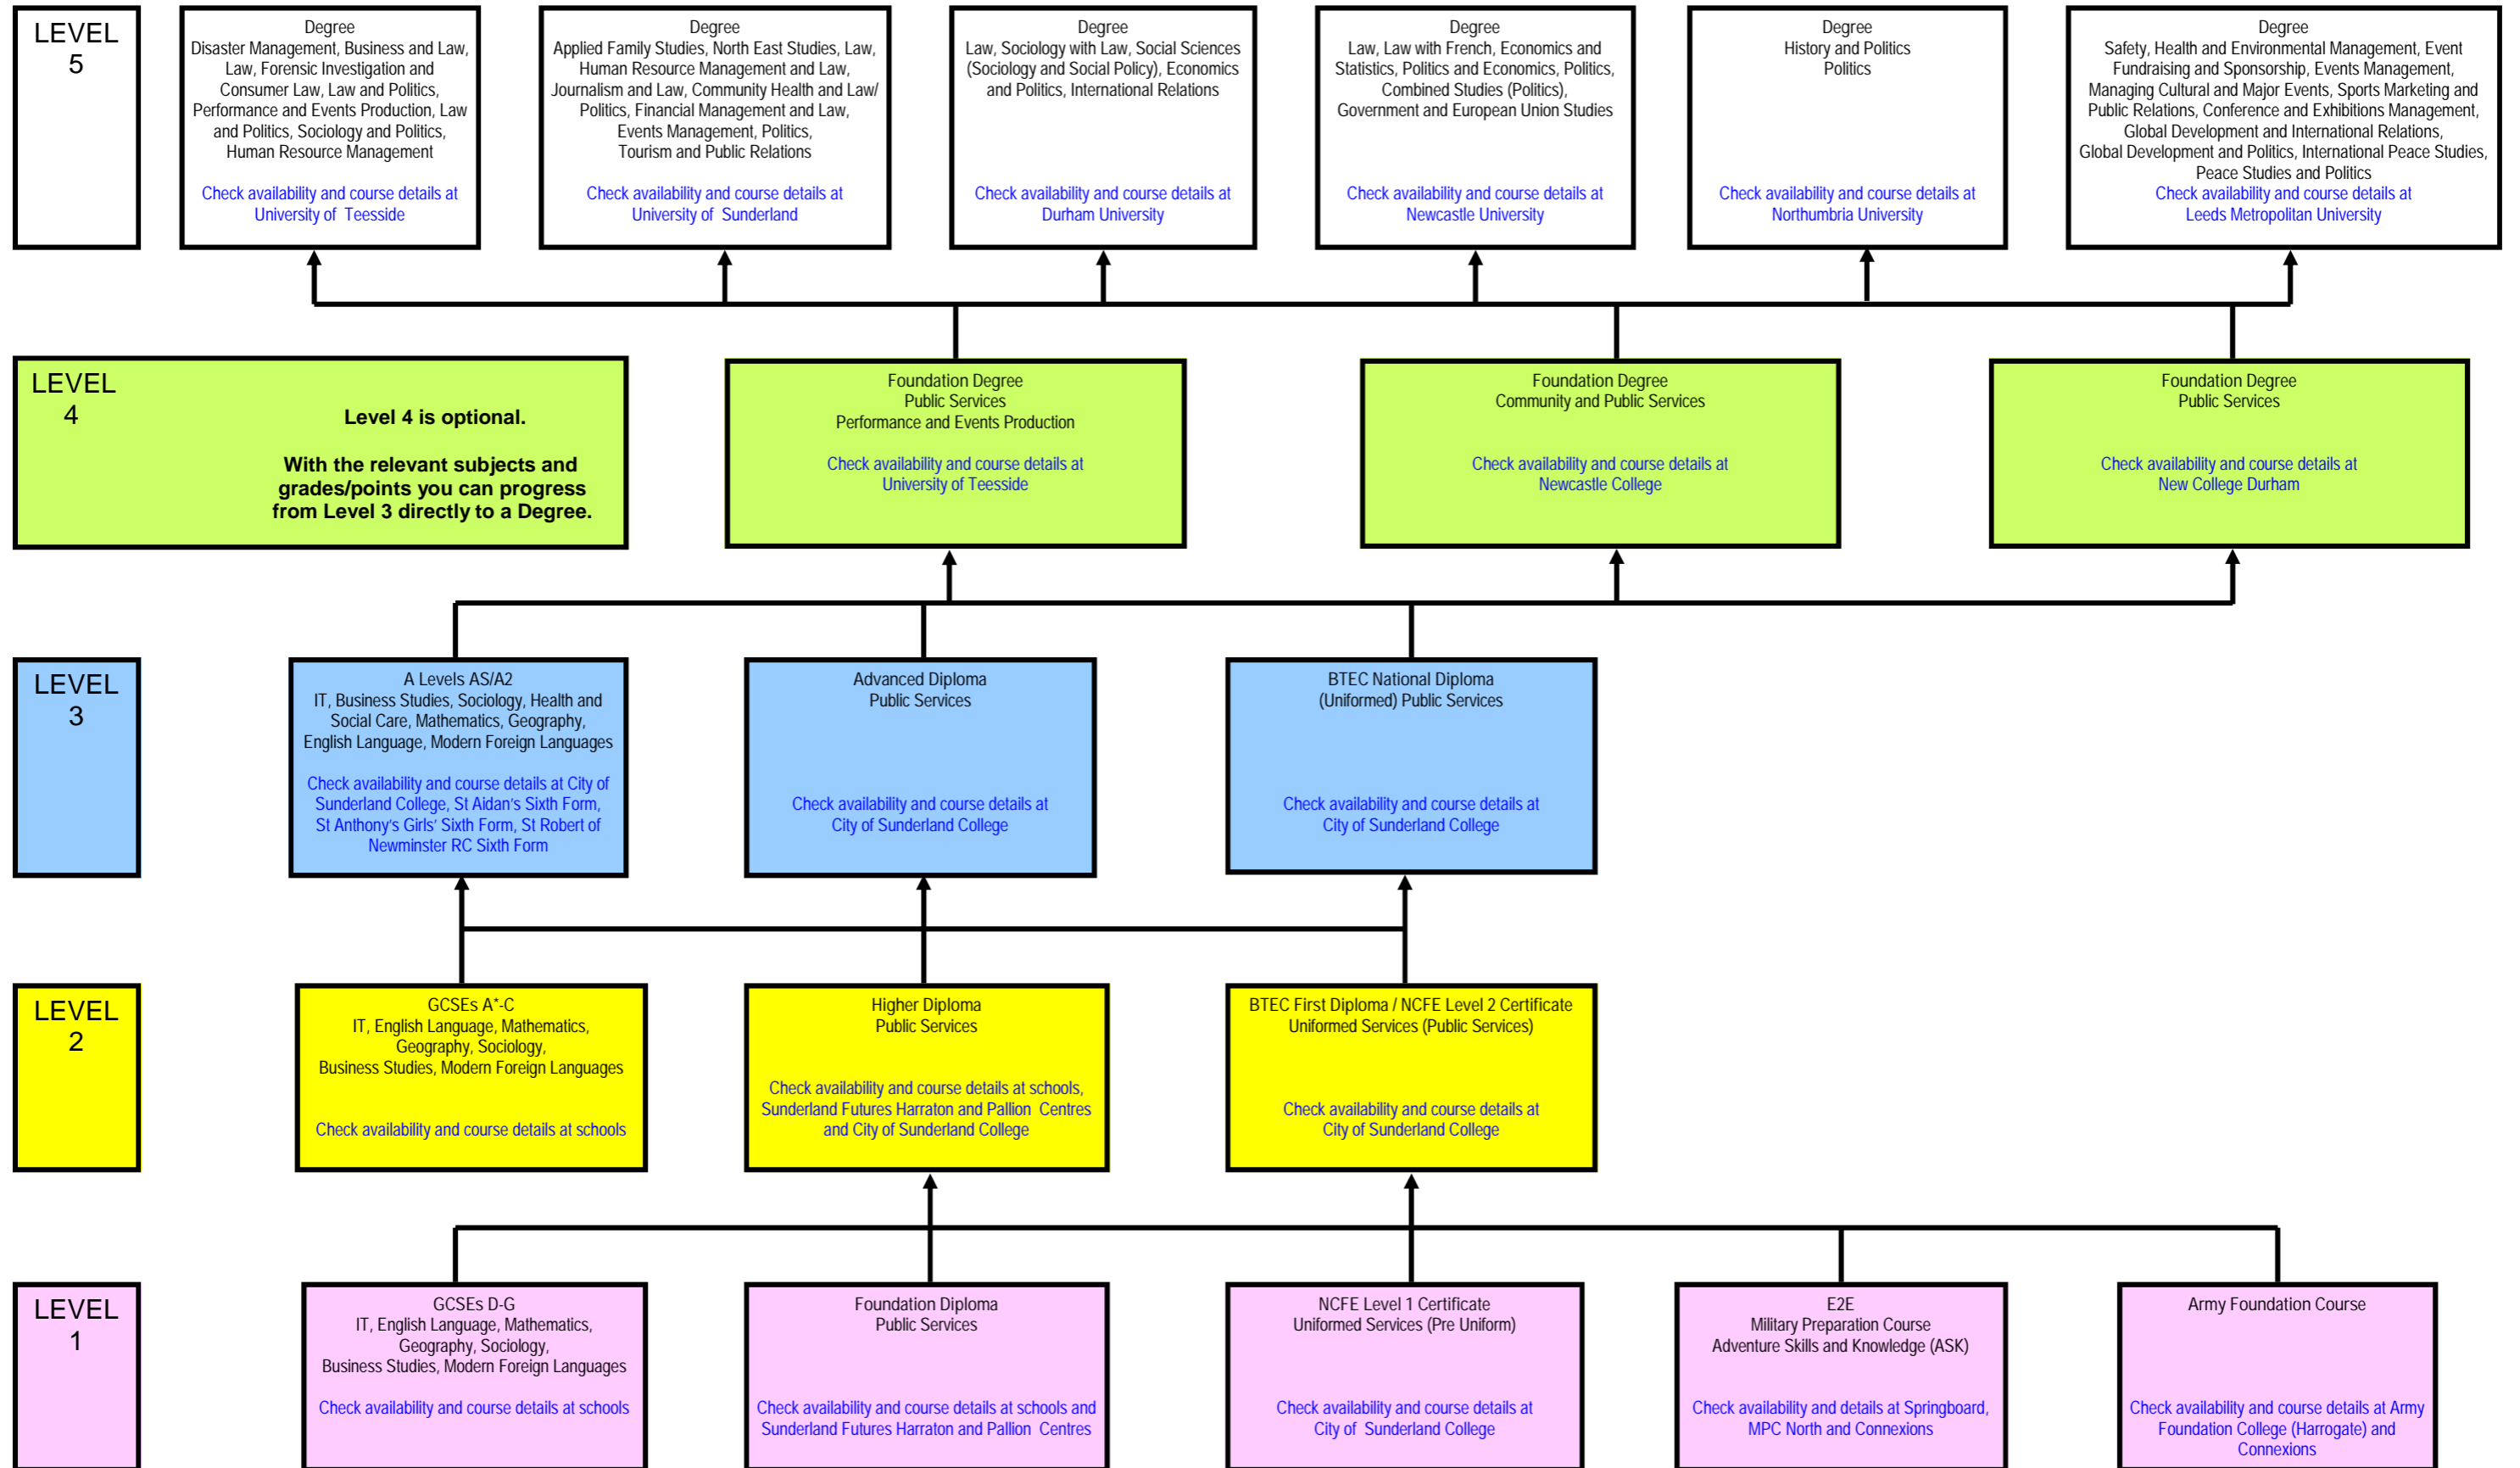 LEVEL
5
Degree
Disaster Management, Business and Law,
Law, Forensic Investigation and
Consumer Law, Law and Politics,
Performance and Events Production, Law
and Politics, Sociology and Politics,
Human Resource Management
Check availability and course details at
University of  Teesside
Degree
Applied Family Studies, North East Studies, Law,
Human Resource Management and Law,
Journalism and Law, Community Health and Law/
Politics, Financial Management and Law,
Events Management, Politics,
Tourism and Public Relations
Check availability and course details at
University of  Sunderland
Degree
Law, Sociology with Law, Social Sciences
(Sociology and Social Policy), Economics
and Politics, International Relations
Check availability and course details at
Durham University
Degree
Law, Law with French, Economics and
Statistics, Politics and Economics, Politics,
Combined Studies (Politics),
Government and European Union Studies
Check availability and course details at
Newcastle University
Degree
History and Politics
Politics
Check availability and course details at
Northumbria University
Degree
Safety, Health and Environmental Management, Event
Fundraising and Sponsorship, Events Management,
Managing Cultural and Major Events, Sports Marketing and
Public Relations, Conference and Exhibitions Management,
Global Development and International Relations,
Global Development and Politics, International Peace Studies,
Peace Studies and Politics
Check availability and course details at
Leeds Metropolitan University
LEVEL
4
Level 4 is optional.
With the relevant subjects and
grades/points you can progress
from Level 3 directly to a Degree.
Foundation Degree
Public Services
Performance and Events Production
Check availability and course details at
University of Teesside
Foundation Degree
Community and Public Services
Check availability and course details at
Newcastle College
Foundation Degree
Public Services
Check availability and course details at
New College Durham
LEVEL
3
A Levels AS/A2
IT, Business Studies, Sociology, Health and
Social Care, Mathematics, Geography,
English Language, Modern Foreign Languages
Check availability and course details at City of
Sunderland College, St Aidan's Sixth Form,
St Anthony's Girls' Sixth Form, St Robert of
Newminster RC Sixth Form
Advanced Diploma
Public Services
Check availability and course details at
City of Sunderland College
BTEC National Diploma
(Uniformed) Public Services
Check availability and course details at
City of Sunderland College
LEVEL
2
GCSEs A*-C
IT, English Language, Mathematics,
Geography, Sociology,
Business Studies, Modern Foreign Languages
Check availability and course details at schools
Higher Diploma
Public Services
Check availability and course details at schools,
Sunderland Futures Harraton and Pallion  Centres
and City of Sunderland College
BTEC First Diploma / NCFE Level 2 Certificate
Uniformed Services (Public Services)
Check availability and course details at
City of Sunderland College
LEVEL
1
GCSEs D-G
IT, English Language, Mathematics,
Geography, Sociology,
Business Studies, Modern Foreign Languages
Check availability and course details at schools
Foundation Diploma
Public Services
Check availability and course details at schools and
Sunderland Futures Harraton and Pallion  Centres
NCFE Level 1 Certificate
Uniformed Services (Pre Uniform)
Check availability and course details at
City of  Sunderland College
E2E
Military Preparation Course
Adventure Skills and Knowledge (ASK)
Check availability and details at Springboard,
MPC North and Connexions
Army Foundation Course
Check availability and course details at Army
Foundation College (Harrogate) and
Connexions